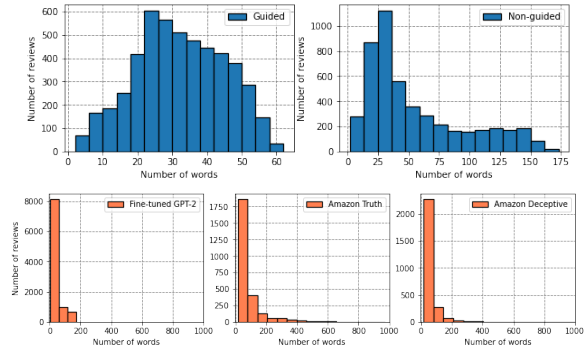 Guided
Number of reviews
600
500
400
300
200
100
0
0 10 20 30 40 50 60
Number of words
Non-guided
Number of reviews
1000
800
600
400
200
0
0 25 50 75 100 125 150 175
Number of words
Fine-tuned GPT-2
Number of reviews
8000
6000
4000
2000
0
0 200 400 600 800 1000
Number of words
Amazon Truth
1750
1500
1250
1000
750
500
250
0
0 200 400 600 800 1000
Number of words
Amazon Deceptive
2000
1500
1000
500
0
0 200 400 600 800 1000
Number of words